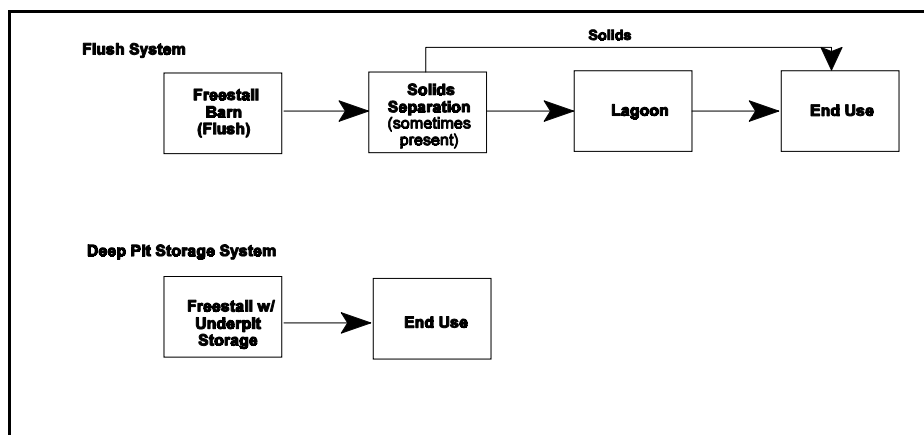 Solids
Flush System
Freestall
Barn
(Flush)
Solids
Separation
(sometimes
present)
Lagoon
End Use
Deep Pit Storage System
Freestall w/
Underpit
Storage
End Use